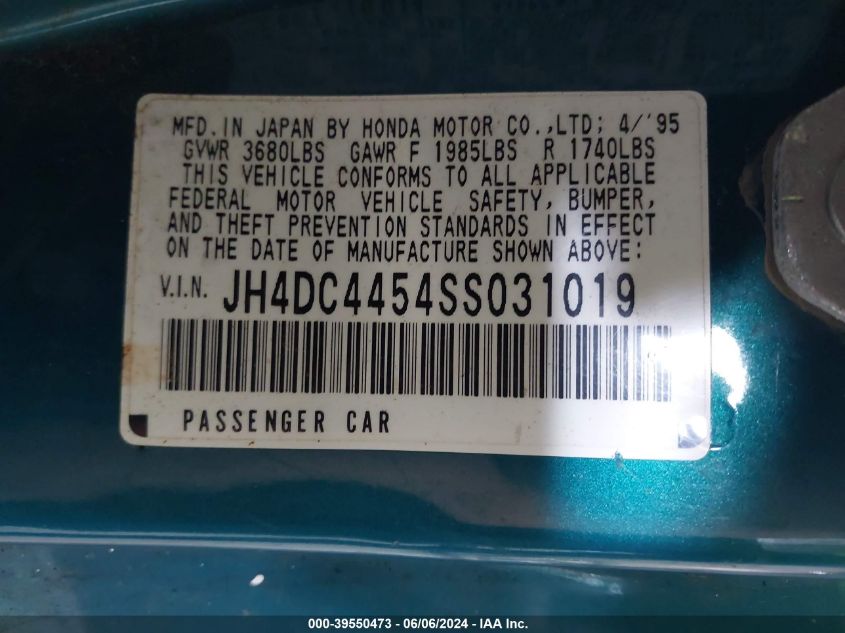 MFD.IN JAPAN BY HONDA MOTOR CO.,LTD; 4/'95
GVWR 3680LBS GAWR F 1985LBS R 1740LBS
THIS VEHICLE CONFORMS TO ALL APPLICABLE
FEDERAL MOTOR VEHICLE SAFETY, BUMPER,
AND THEFT PREVENTION STANDARDS IN EFFECT
ON THE DATE OF MANUFACTURE SHOWN ABOVE:
V.I.N. JH4DC4454SS031019
PASSENGER CAR
000-39550473 - 06/06/2024 - IAA Inc.